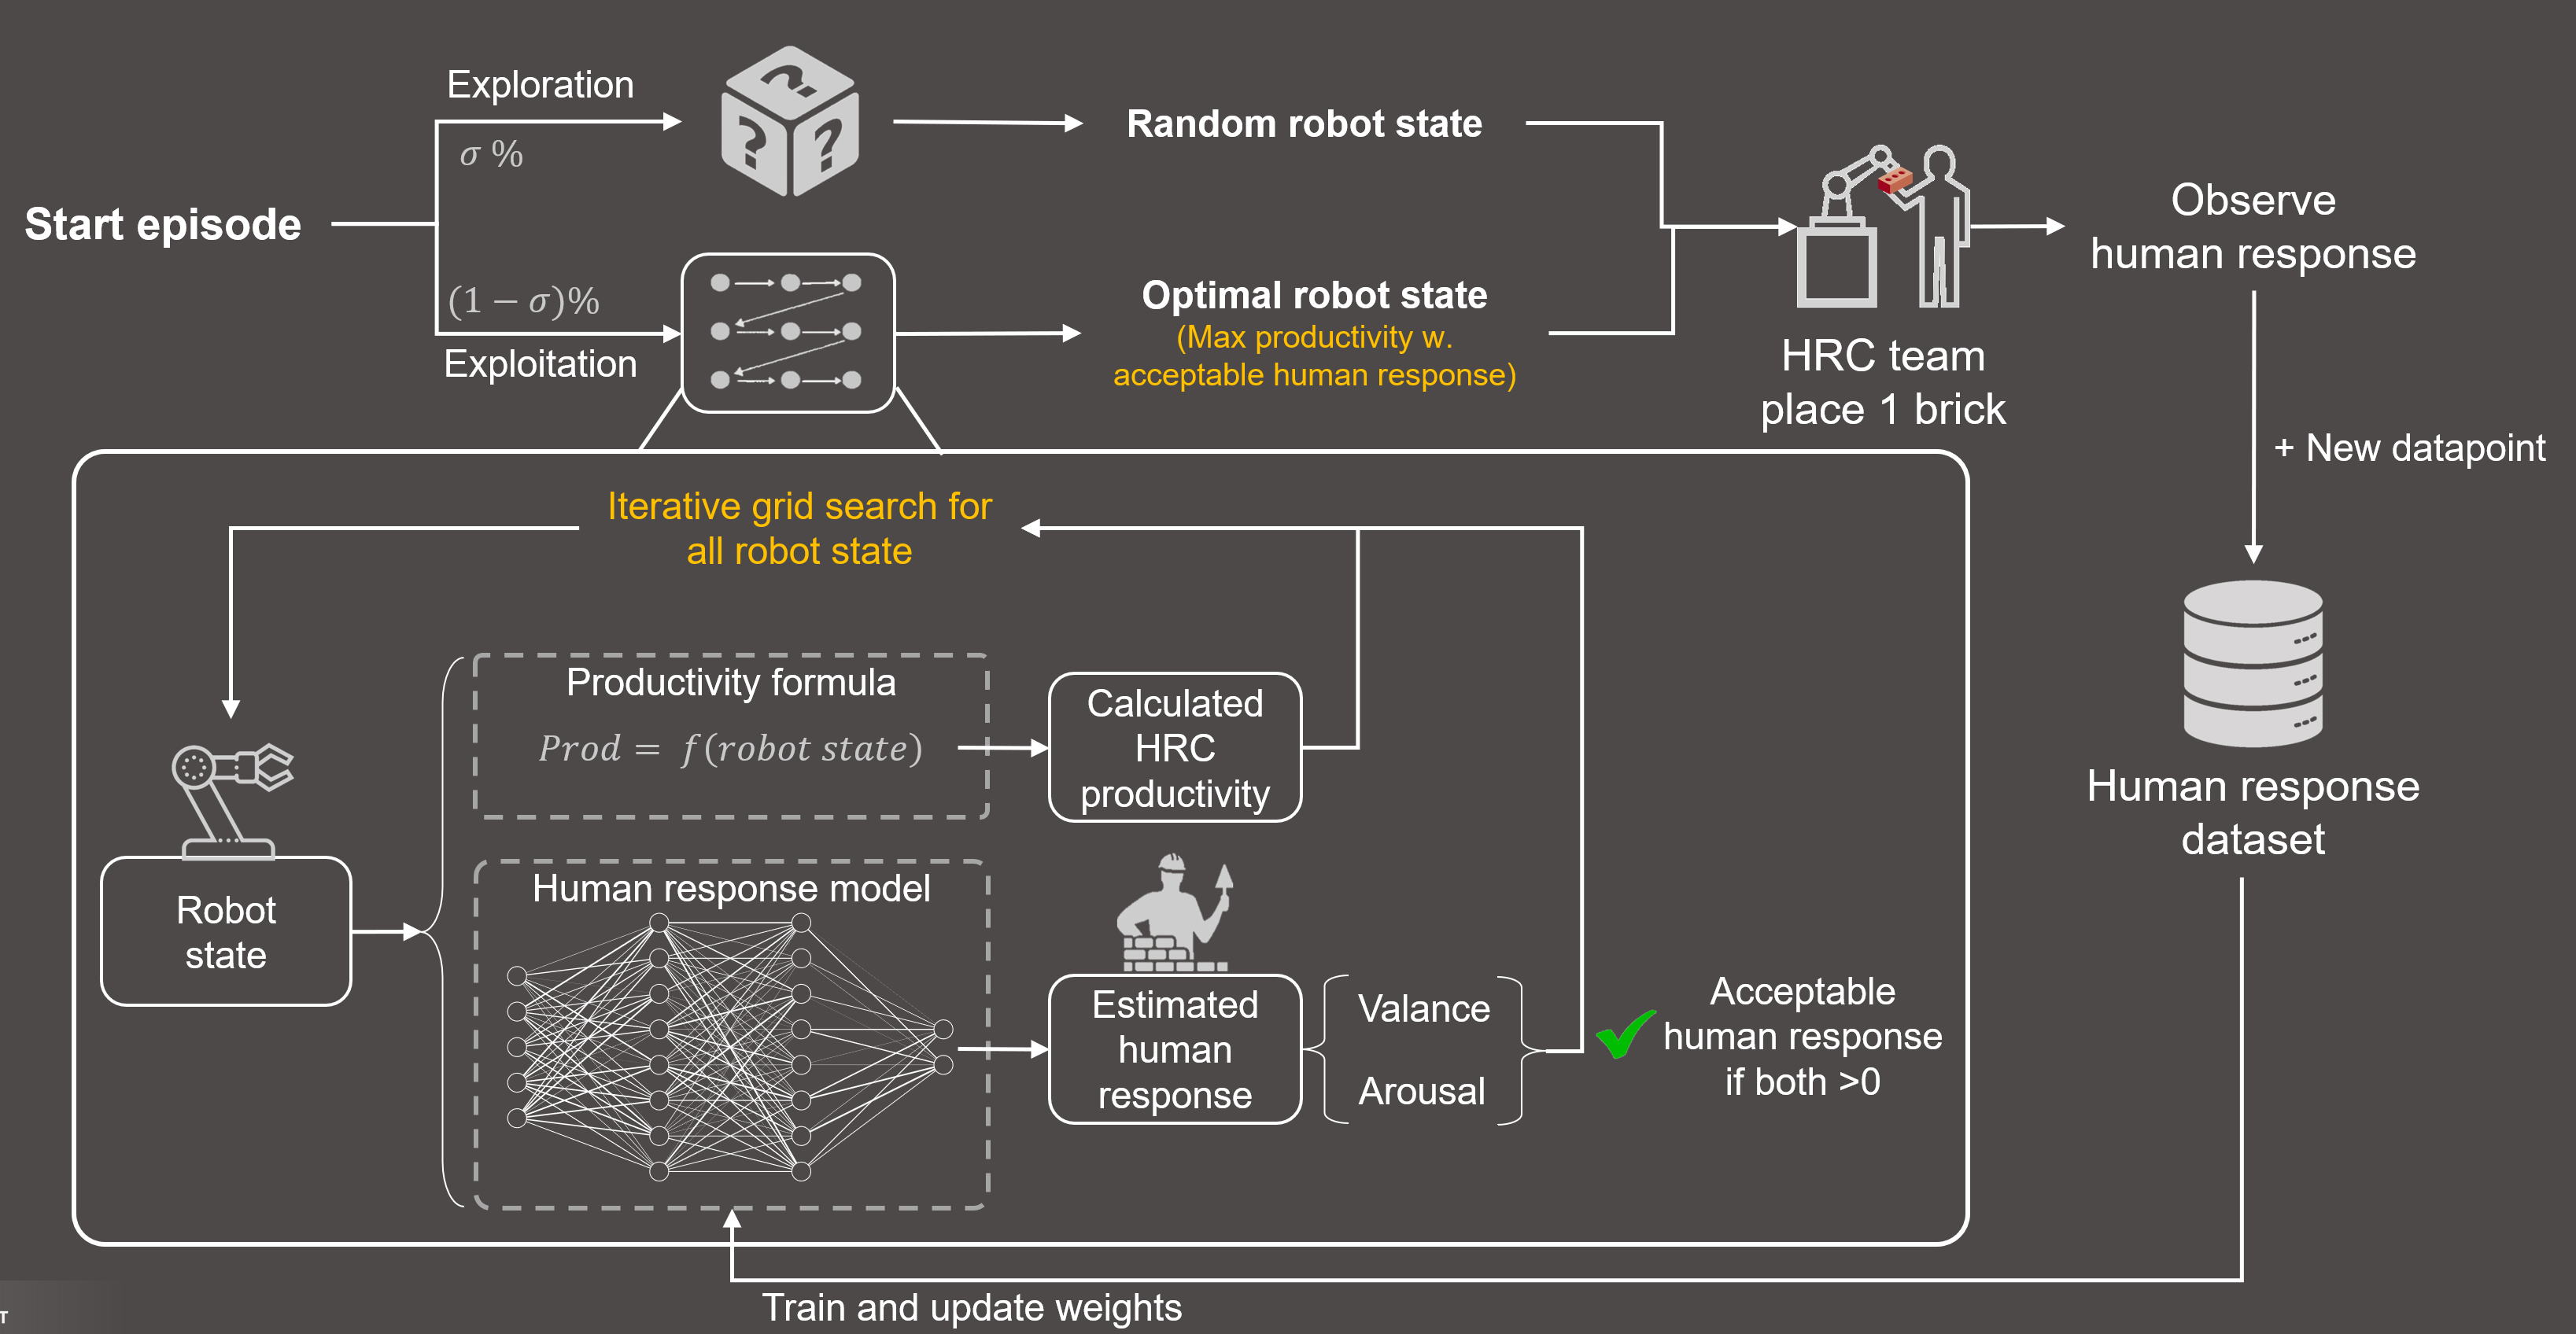 Exploration
σ %
Start episode
(1 − σ)%
Exploitation
? ? ?
Random robot state
Optimal robot state
(Max productivity w.
acceptable human response)
HRC team
place 1 brick
Observe
human response
+ New datapoint
Human response
dataset
Iterative grid search for
all robot state
Robot
state
Productivity formula
Prod = f(robot state)
Calculated
HRC
productivity
Human response model
Estimated
human
response
Valance
Arousal
Acceptable
human response
if both >0
Train and update weights
T